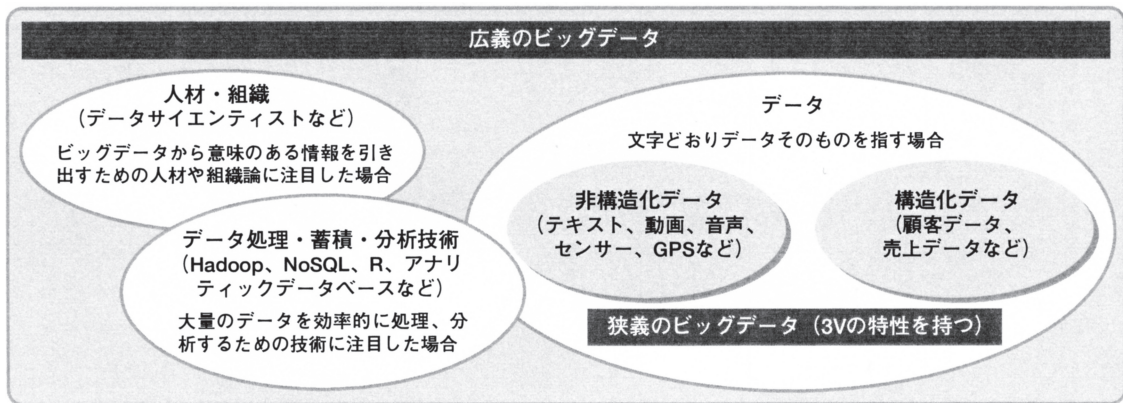 広義のビッグデータ
人材・組織
(データサイエンティストなど)
ビッグデータから意味のある情報を引き
出すための人材や組織論に注目した場合
データ処理・蓄積・分析技術
(Hadoop、NoSQL、R、アナリ
ティックデータベースなど)
大量のデータを効率的に処理、分
析するための技術に注目した場合
データ
文字どおりデータそのものを指す場合
非構造化データ
(テキスト、動画、音声、
センサー、GPSなど)
構造化データ
(顧客データ、
売上データなど)
狭義のビッグデータ(3Vの特性を持つ)